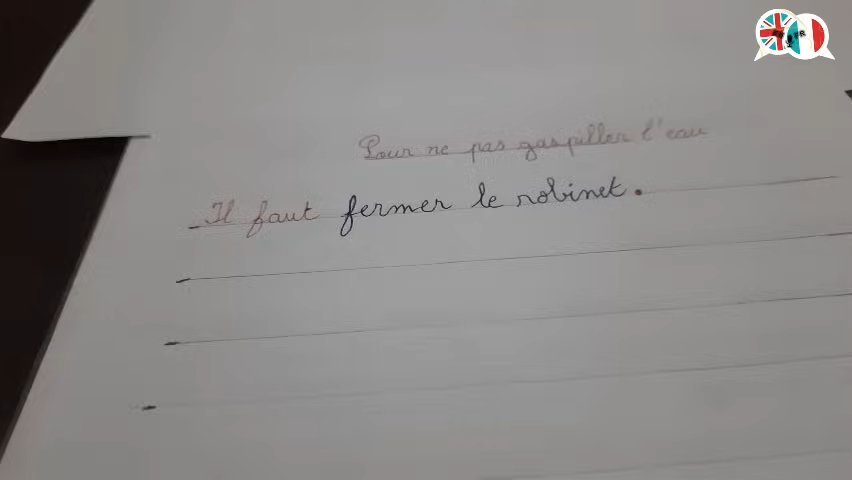 Pour ne pas gaspiller l'eau
Il faut fermer le robinet.